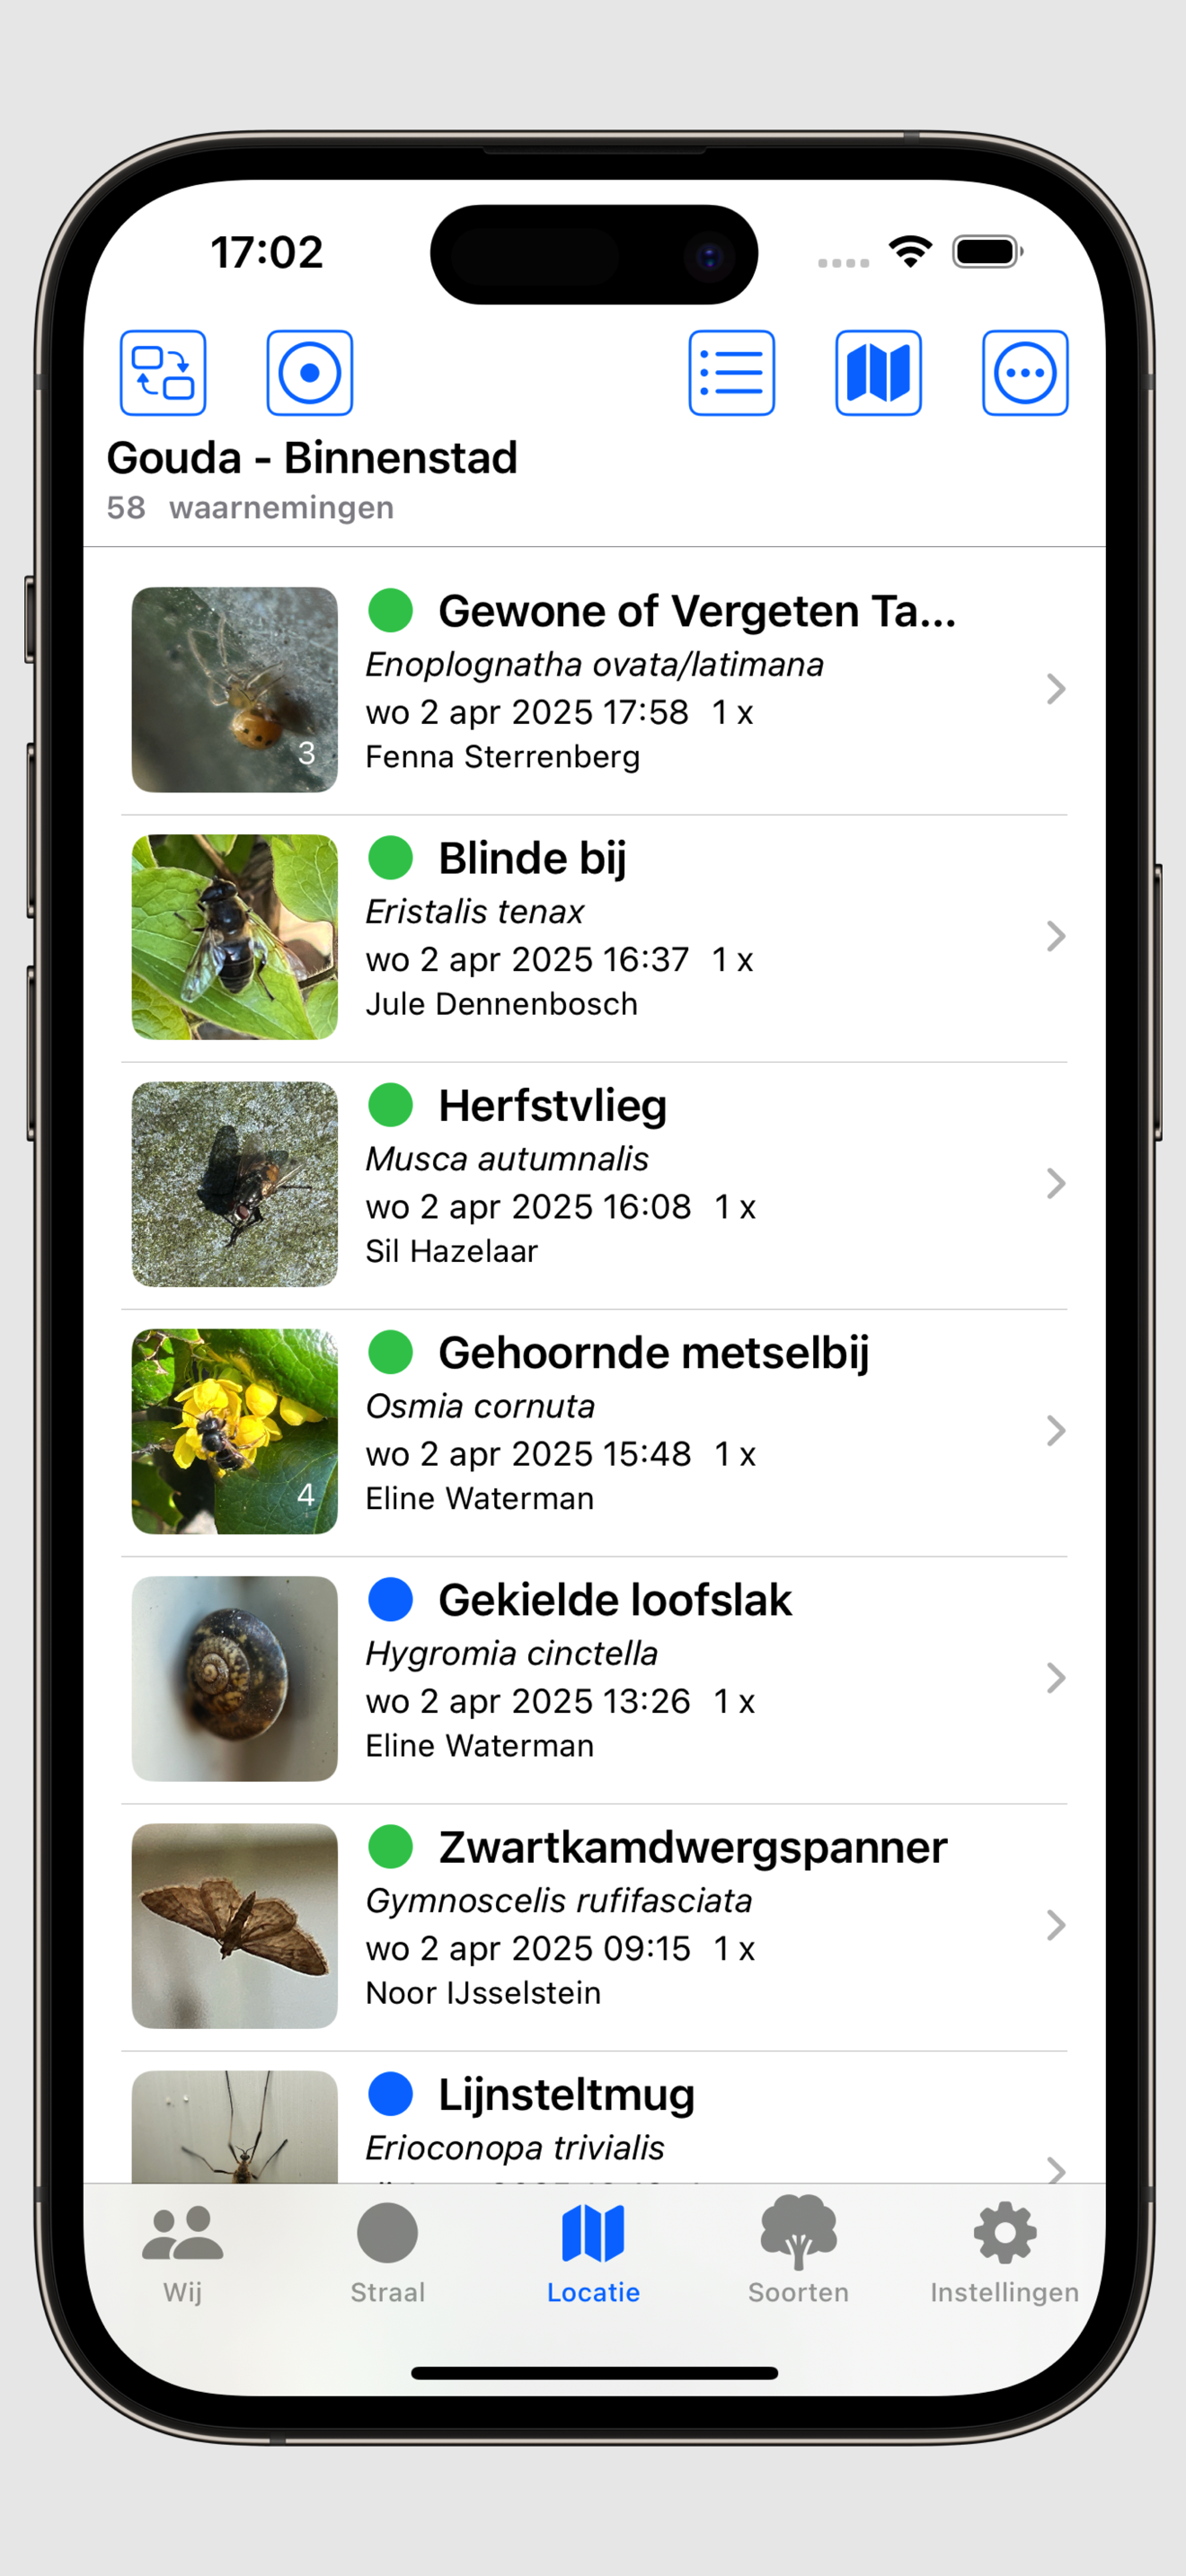 17:02
Gouda - Binnenstad
58 waarnemingen
Gewone of Vergeten Ta...
Enoplognatha ovata/latimana
wo 2 apr 2025 17:58 1 x
Fenna Sterrenberg
3
Blinde bij
Eristalis tenax
wo 2 apr 2025 16:37 1 x
Jule Dennenbosch
Herfstvlieg
Musca autumnalis
wo 2 apr 2025 16:08 1 x
Sil Hazelaar
Gehoornde metselbij
Osmia cornuta
wo 2 apr 2025 15:48 1 x
Eline Waterman
4
Gekielde loofslak
Hygromia cinctella
wo 2 apr 2025 13:26 1 x
Eline Waterman
Zwartkamdwergspanner
Gymnoscelis rufifasciata
wo 2 apr 2025 09:15 1 x
Noor IJsselstein
Lijnsteltmug
Erioconopa trivialis
Wij
Straal
Locatie
Soorten
Instellingen